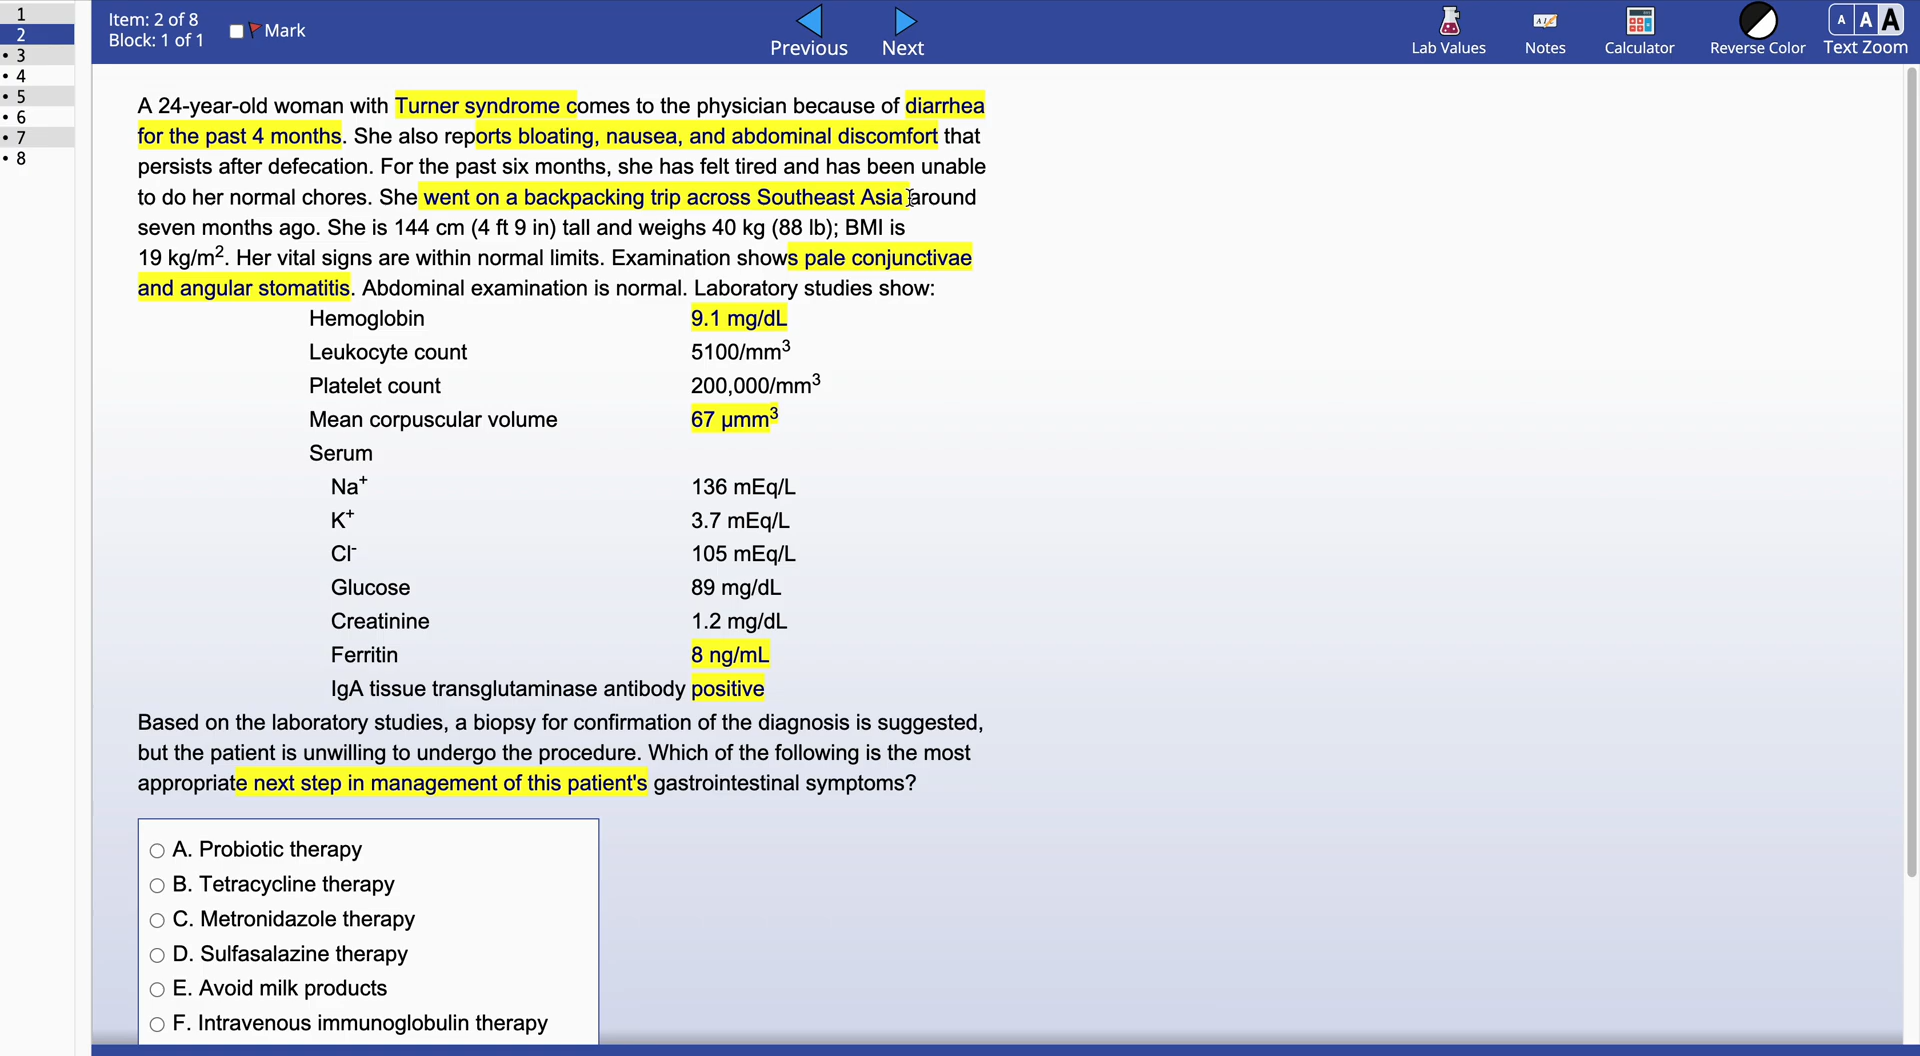 1
2
3
4
5
6
7
8
Item: 2 of 8
Block: 1 of 1
Mark
Previous
Next
Lab Values
Notes
Calculator
Reverse Color
A A A
Text Zoom
A 24-year-old woman with Turner syndrome comes to the physician because of diarrhea
for the past 4 months. She also reports bloating, nausea, and abdominal discomfort that
persists after defecation. For the past six months, she has felt tired and has been unable
to do her normal chores. She went on a backpacking trip across Southeast Asia around
seven months ago. She is 144 cm (4 ft 9 in) tall and weighs 40 kg (88 lb); BMI is
19 kg/m². Her vital signs are within normal limits. Examination shows pale conjunctivae
and angular stomatitis. Abdominal examination is normal. Laboratory studies show:
Hemoglobin 9.1 mg/dL
Leukocyte count 5100/mm³
Platelet count 200,000/mm³
Mean corpuscular volume 67 μmm³
Serum
Na⁺ 136 mEq/L
K⁺ 3.7 mEq/L
Cl⁻ 105 mEq/L
Glucose 89 mg/dL
Creatinine 1.2 mg/dL
Ferritin 8 ng/mL
IgA tissue transglutaminase antibody positive
Based on the laboratory studies, a biopsy for confirmation of the diagnosis is suggested,
but the patient is unwilling to undergo the procedure. Which of the following is the most
appropriate next step in management of this patient's gastrointestinal symptoms?
A. Probiotic therapy
B. Tetracycline therapy
C. Metronidazole therapy
D. Sulfasalazine therapy
E. Avoid milk products
F. Intravenous immunoglobulin therapy